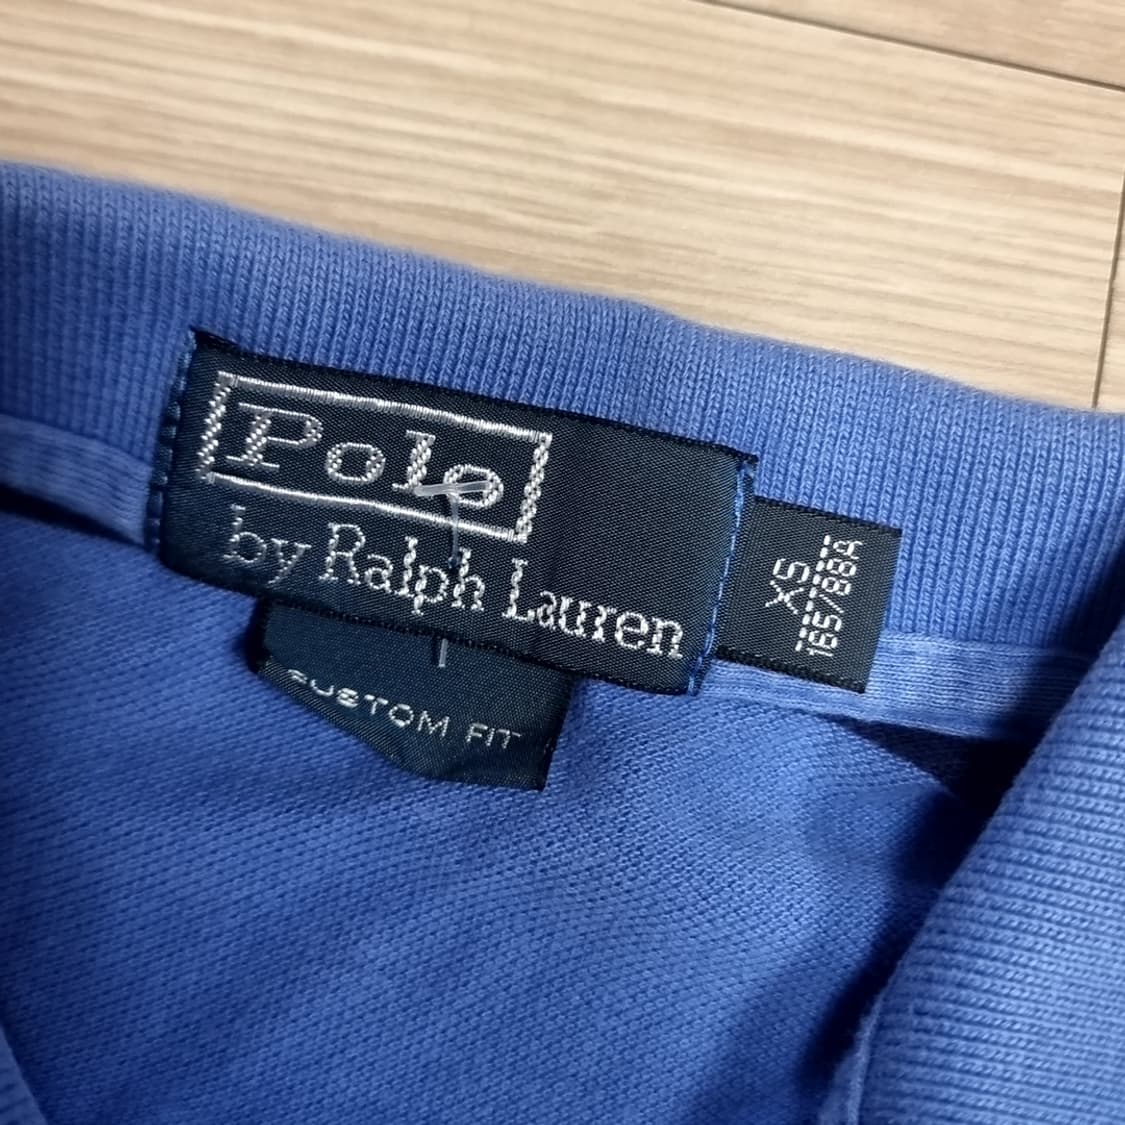 Polo
by Ralph Lauren
XS
165/88A
CUSTOM FIT